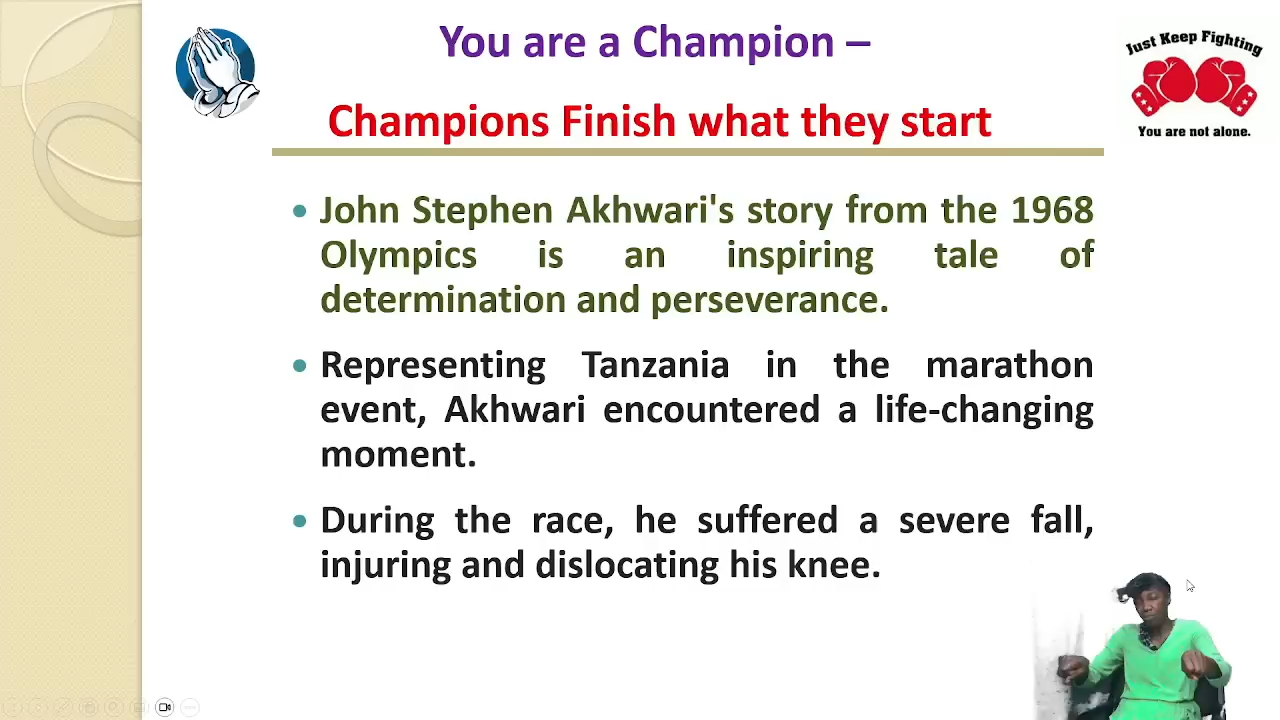 You are a Champion –
Champions Finish what they start
Just Keep Fighting
You are not alone.
• John Stephen Akhwari's story from the 1968
Olympics is an inspiring tale of
determination and perseverance.
• Representing Tanzania in the marathon
event, Akhwari encountered a life-changing
moment.
• During the race, he suffered a severe fall,
injuring and dislocating his knee.